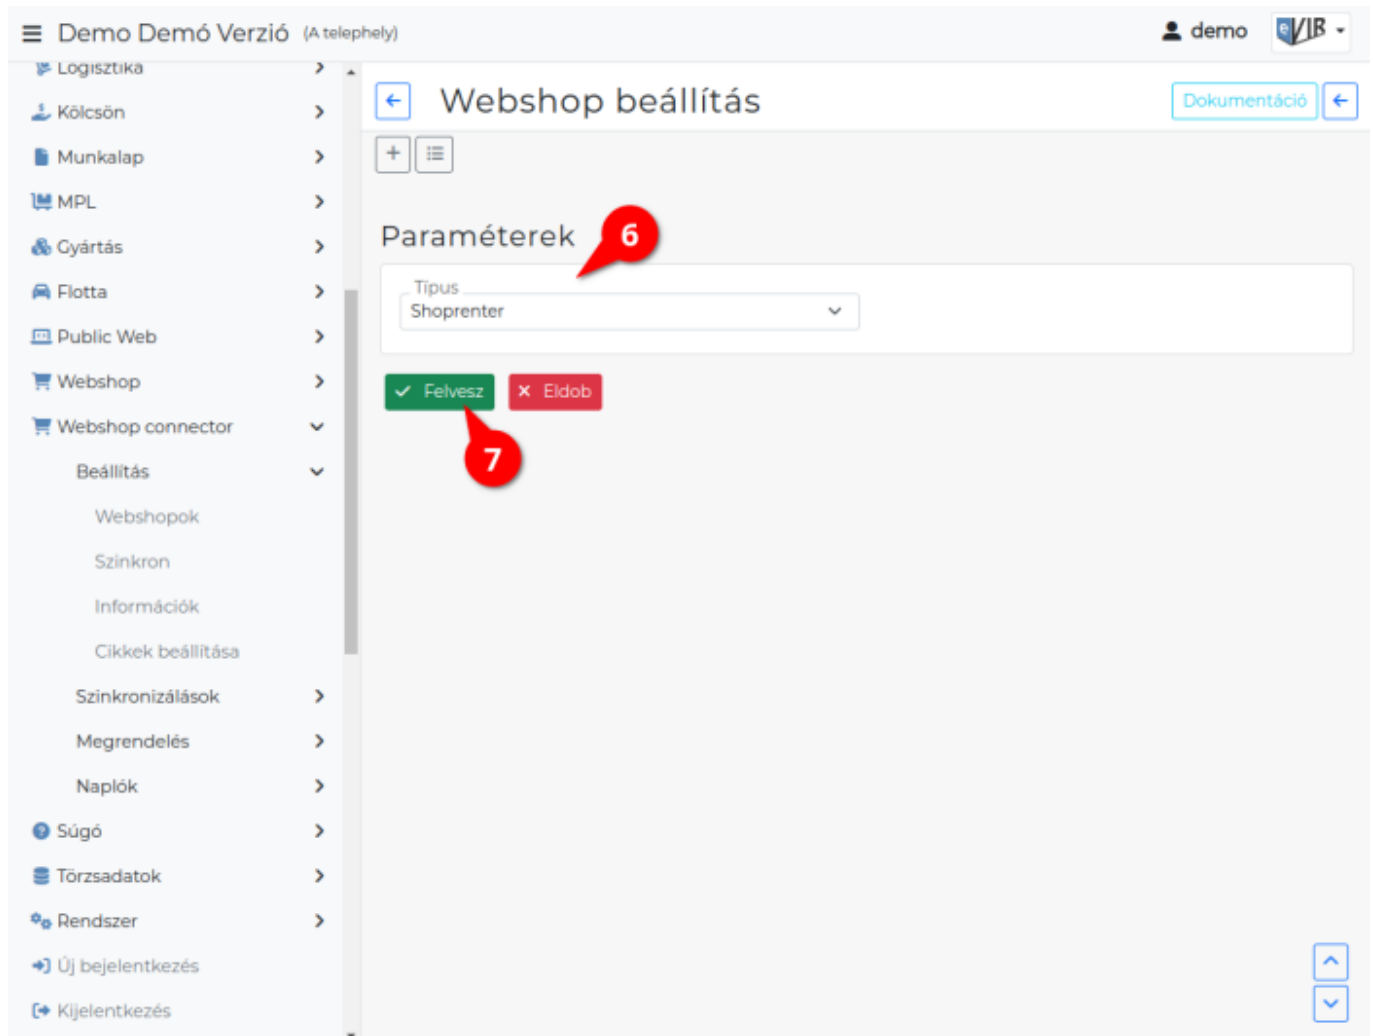 Demo Demó Verzió (A telephely)
demo
eVIR
Logisztika
Kölcsön
Munkalap
MPL
Gyártás
Flotta
Public Web
Webshop
Webshop connector
Beállítás
Webshopok
Szinkron
Információk
Cikkek beállítása
Szinkronizálások
Megrendelés
Naplók
Súgó
Törzsadatok
Rendszer
Új bejelentkezés
Kijelentkezés
Webshop beállítás
Dokumentáció
Paraméterek
6
Típus
Shoprenter
Felvesz
Eldob
7